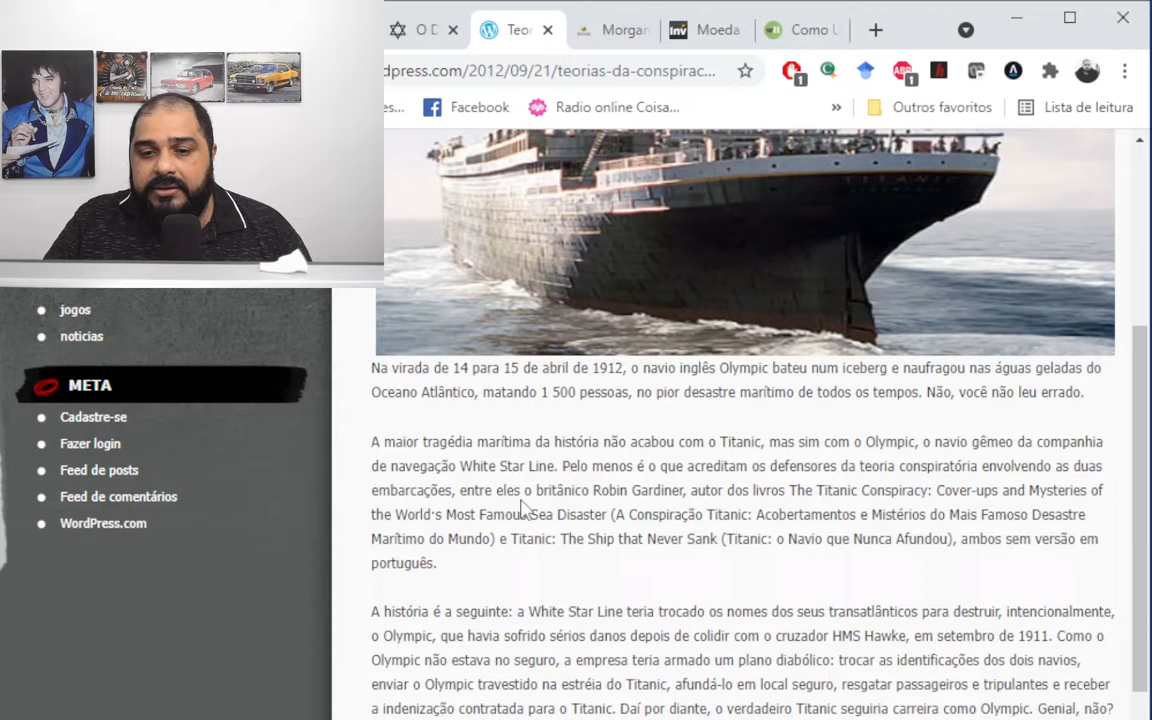 O D
Teor
Morgan
Moeda
Como U
dpress.com/2012/09/21/teorias-da-conspirac...
1
1
es...
Facebook
Radio online Coisa...
»
Outros favoritos
Lista de leitura
TITANIC
jogos
noticias
META
Cadastre-se
Fazer login
Feed de posts
Feed de comentários
WordPress.com
Na virada de 14 para 15 de abril de 1912, o navio inglês Olympic bateu num iceberg e naufragou nas águas geladas do
Oceano Atlântico, matando 1 500 pessoas, no pior desastre marítimo de todos os tempos. Não, você não leu errado.
A maior tragédia marítima da história não acabou com o Titanic, mas sim com o Olympic, o navio gêmeo da companhia
de navegação White Star Line. Pelo menos é o que acreditam os defensores da teoria conspiratória envolvendo as duas
embarcações, entre eles o britânico Robin Gardiner, autor dos livros The Titanic Conspiracy: Cover-ups and Mysteries of
the World's Most Famous Sea Disaster (A Conspiração Titanic: Acobertamentos e Mistérios do Mais Famoso Desastre
Marítimo do Mundo) e Titanic: The Ship that Never Sank (Titanic: o Navio que Nunca Afundou), ambos sem versão em
português.
A história é a seguinte: a White Star Line teria trocado os nomes dos seus transatlânticos para destruir, intencionalmente,
o Olympic, que havia sofrido sérios danos depois de colidir com o cruzador HMS Hawke, em setembro de 1911. Como o
Olympic não estava no seguro, a empresa teria armado um plano diabólico: trocar as identificações dos dois navios,
enviar o Olympic travestido na estréia do Titanic, afundá-lo em local seguro, resgatar passageiros e tripulantes e receber
a indenização contratada para o Titanic. Daí por diante, o verdadeiro Titanic seguiria carreira como Olympic. Genial, não?